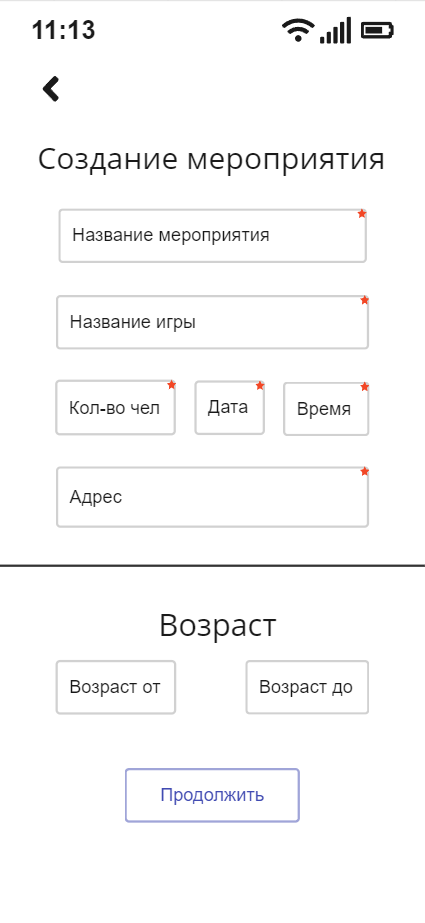 11:13
Создание мероприятия
Название мероприятия
Название игры
Кол-во чел Дата Время
Адрес
Возраст
Возраст от Возраст до
Продолжить